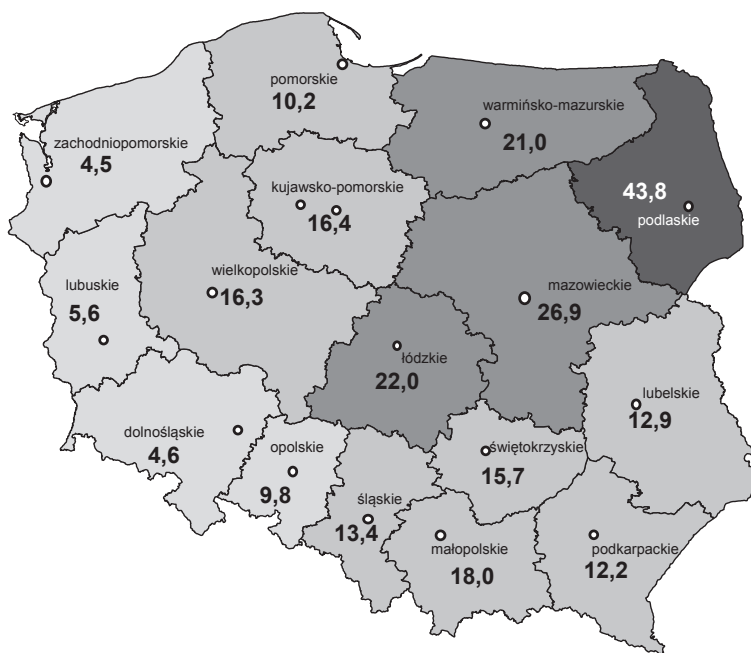 pomorskie
10,2
warmińsko-mazurskie
21,0
zachodniopomorskie
4,5
kujawsko-pomorskie
16,4
43,8
podlaskie
lubuskie
5,6
wielkopolskie
16,3
mazowieckie
26,9
łódzkie
22,0
lubelskie
12,9
dolnośląskie
4,6
opolskie
9,8
śląskie
13,4
świętokrzyskie
15,7
małopolskie
18,0
podkarpackie
12,2